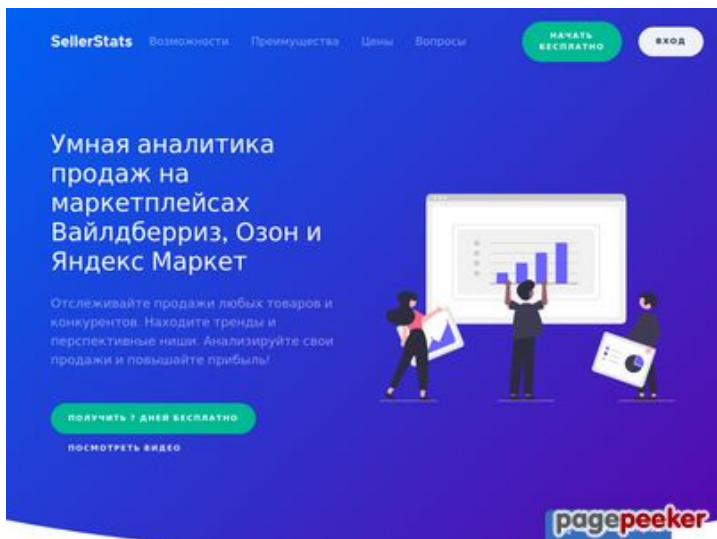 SellerStats Возможности Преимущества Цены Вопросы
НАЧАТЬ
БЕСПЛАТНО
ВХОД
Умная аналитика
продаж на
маркетплейсах
Вайлдберриз, Озон и
Яндекс Маркет
Отслеживайте продажи любых товаров и
конкурентов. Находите тренды и
перспективные ниши. Анализируйте свои
продажи и повышайте прибыль!
ПОЛУЧИТЬ 7 ДНЕЙ БЕСПЛАТНО
ПОСМОТРЕТЬ ВИДЕО
pagepeeker